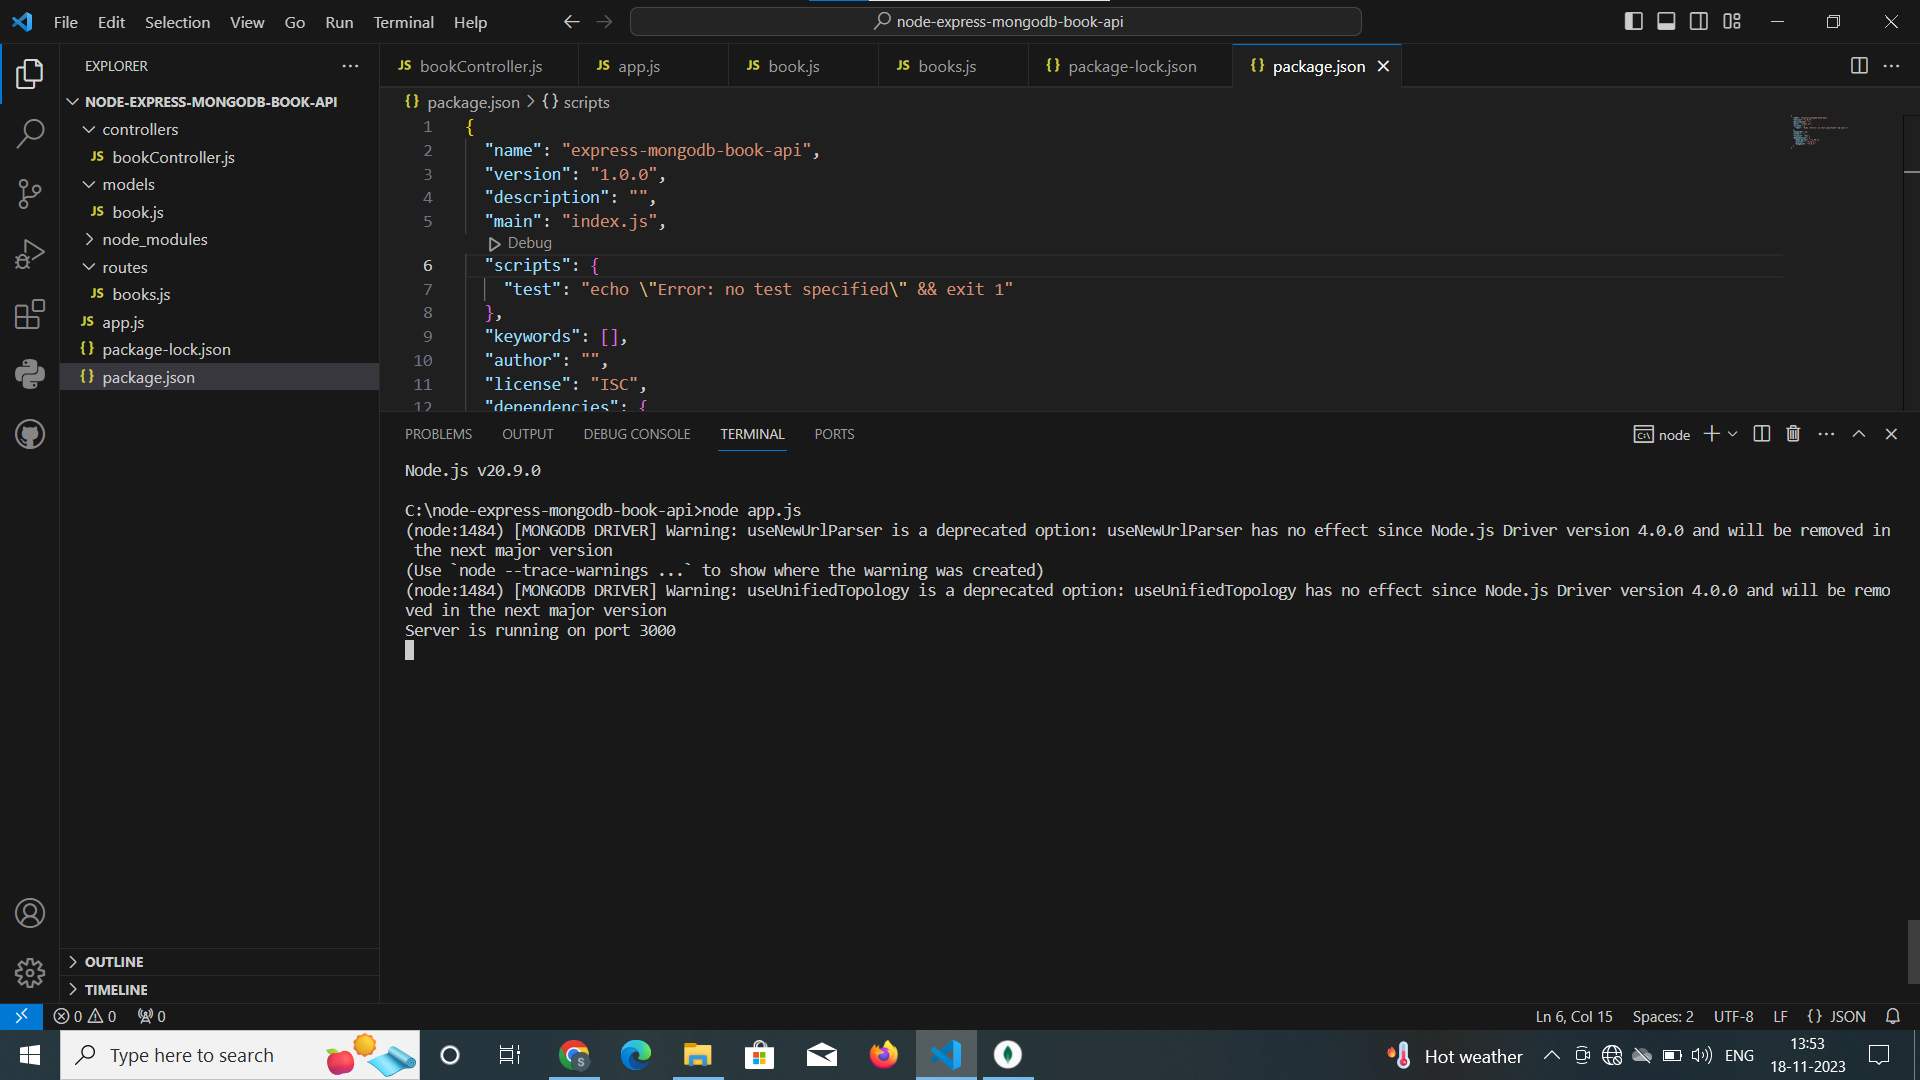 File Edit Selection View Go Run Terminal Help
node-express-mongodb-book-api
EXPLORER
NODE-EXPRESS-MONGODB-BOOK-API
controllers
JS bookController.js
models
JS book.js
node_modules
routes
JS books.js
JS app.js
{} package-lock.json
{} package.json
OUTLINE
TIMELINE
JS bookController.js JS app.js JS book.js JS books.js {} package-lock.json {} package.json
{} package.json > {} scripts
1 {
2 "name": "express-mongodb-book-api",
3 "version": "1.0.0",
4 "description": "",
5 "main": "index.js",
Debug
6 "scripts": {
7 "test": "echo \"Error: no test specified\" && exit 1"
8 },
9 "keywords": [],
10 "author": "",
11 "license": "ISC",
12 "dependencies": {
PROBLEMS OUTPUT DEBUG CONSOLE TERMINAL PORTS
node
Node.js v20.9.0
C:\node-express-mongodb-book-api>node app.js
(node:1484) [MONGODB DRIVER] Warning: useNewUrlParser is a deprecated option: useNewUrlParser has no effect since Node.js Driver version 4.0.0 and will be removed in
the next major version
(Use `node --trace-warnings ...` to show where the warning was created)
(node:1484) [MONGODB DRIVER] Warning: useUnifiedTopology is a deprecated option: useUnifiedTopology has no effect since Node.js Driver version 4.0.0 and will be remo
ved in the next major version
Server is running on port 3000
0 0 0
Ln 6, Col 15 Spaces: 2 UTF-8 LF {} JSON
Type here to search
Hot weather
ENG
13:53
18-11-2023